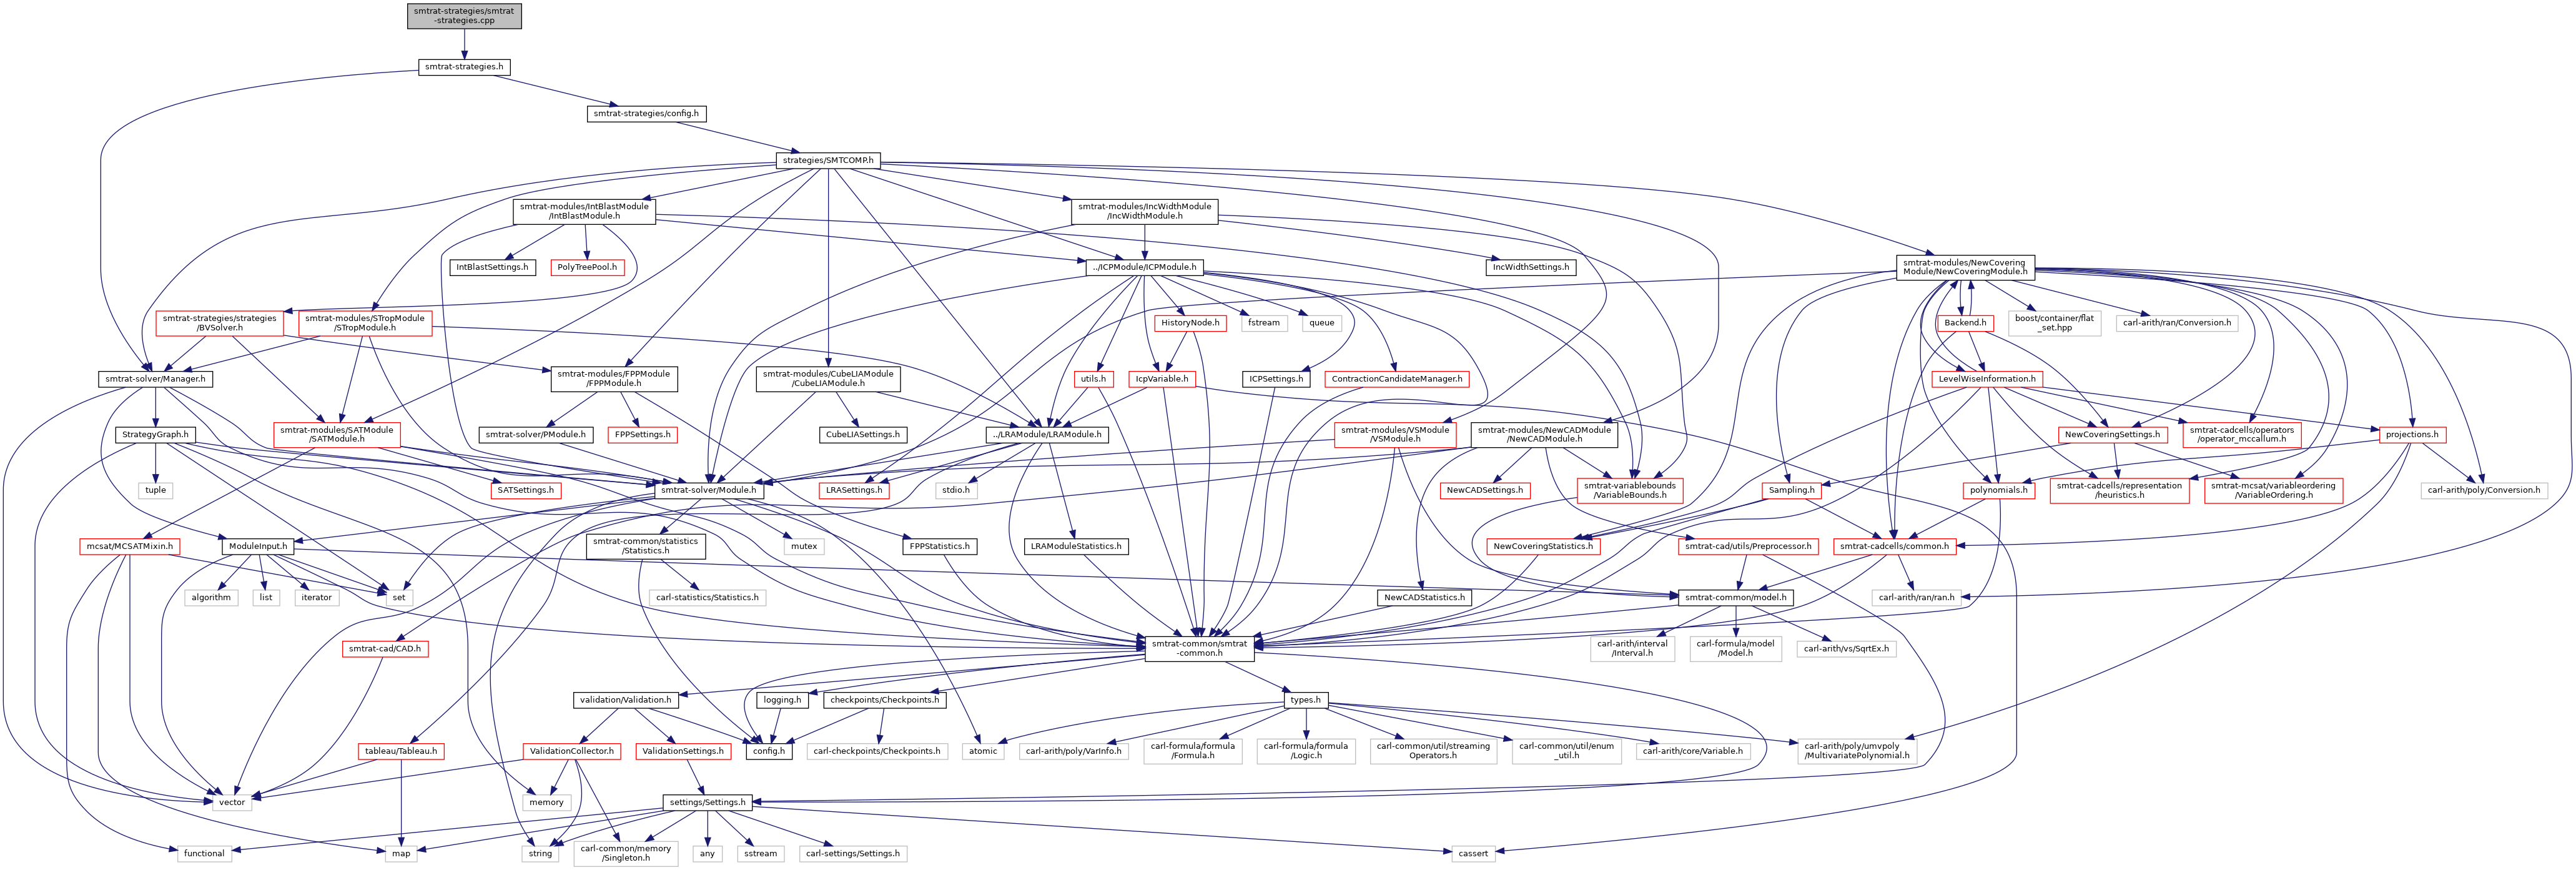 smtrat-strategies/smtrat
-strategies.cpp
smtrat-strategies.h
smtrat-strategies/config.h
strategies/SMTCOMP.h
smtrat-modules/IntBlastModule
/IntBlastModule.h
smtrat-modules/IncWidthModule
/IncWidthModule.h
IntBlastSettings.h
PolyTreePool.h
../ICPModule/ICPModule.h
IncWidthSettings.h
smtrat-modules/NewCovering
Module/NewCoveringModule.h
smtrat-strategies/strategies
/BVSolver.h
smtrat-modules/STropModule
/STropModule.h
HistoryNode.h
fstream
queue
Backend.h
boost/container/flat
_set.hpp
carl-arith/ran/Conversion.h
smtrat-solver/Manager.h
smtrat-modules/FPPModule
/FPPModule.h
smtrat-modules/CubeLIAModule
/CubeLIAModule.h
utils.h
IcpVariable.h
ICPSettings.h
ContractionCandidateManager.h
LevelWiseInformation.h
StrategyGraph.h
smtrat-modules/SATModule
/SATModule.h
smtrat-solver/PModule.h
FPPSettings.h
CubeLIASettings.h
../LRAModule/LRAModule.h
smtrat-modules/VSModule
/VSModule.h
smtrat-modules/NewCADModule
/NewCADModule.h
NewCoveringSettings.h
smtrat-cadcells/operators
/operator_mccallum.h
projections.h
tuple
SATSettings.h
smtrat-solver/Module.h
LRASettings.h
stdio.h
NewCADSettings.h
smtrat-variablebounds
/VariableBounds.h
Sampling.h
polynomials.h
smtrat-cadcells/representation
/heuristics.h
smtrat-mcsat/variableordering
/VariableOrdering.h
carl-arith/poly/Conversion.h
mcsat/MCSATMixin.h
ModuleInput.h
smtrat-common/statistics
/Statistics.h
mutex
FPPStatistics.h
LRAModuleStatistics.h
NewCoveringStatistics.h
smtrat-cad/utils/Preprocessor.h
smtrat-cadcells/common.h
algorithm
list
iterator
set
carl-statistics/Statistics.h
NewCADStatistics.h
smtrat-common/model.h
carl-arith/ran/ran.h
smtrat-cad/CAD.h
smtrat-common/smtrat
-common.h
carl-arith/interval
/Interval.h
carl-formula/model
/Model.h
carl-arith/vs/SqrtEx.h
validation/Validation.h
logging.h
checkpoints/Checkpoints.h
types.h
tableau/Tableau.h
ValidationCollector.h
ValidationSettings.h
config.h
carl-checkpoints/Checkpoints.h
atomic
carl-arith/poly/VarInfo.h
carl-formula/formula
/Formula.h
carl-formula/formula
/Logic.h
carl-common/util/streaming
Operators.h
carl-common/util/enum
_util.h
carl-arith/core/Variable.h
carl-arith/poly/umvpoly
/MultivariatePolynomial.h
vector
memory
settings/Settings.h
functional
map
string
carl-common/memory
/Singleton.h
any
sstream
carl-settings/Settings.h
cassert